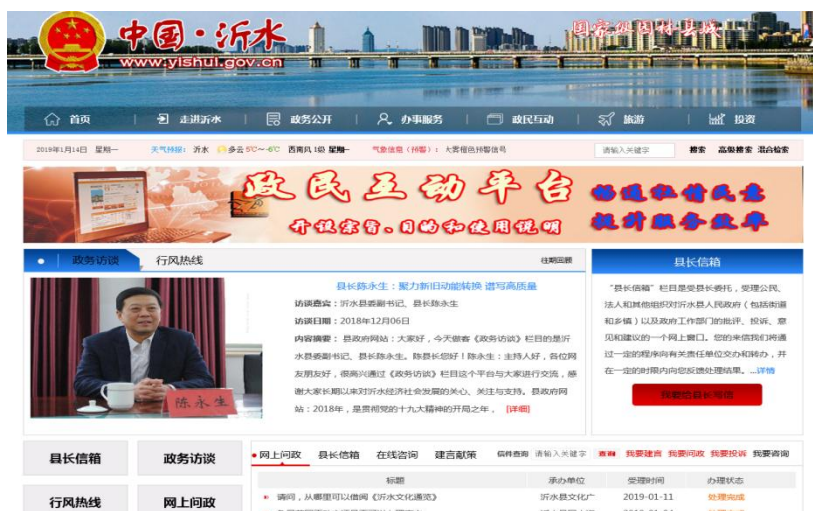 中国·沂水
国家级园林县城
www.yishui.gov.cn
首页 走进沂水 政务公开 办事服务 政民互动 旅游 投资
2019年1月14日 星期一 天气预报： 沂水 多云 5℃~-6℃ 西南风 1级 星期一 气象信息（预警）：大雾橙色预警信号 请输入关键字 搜索 高级搜索 混合检索
政民互动平台
开设宗旨、目的和使用说明
畅通社情民意
提升服务效率
政务访谈 行风热线 往期回顾
县长陈永生：聚力新旧动能转换 谱写高质量
访谈嘉宾：沂水县委副书记、县长陈永生
访谈日期：2018年12月06日
内容摘要： 县政府网站：大家好，今天做客《政务访谈》栏目的是沂
水县委副书记、县长陈永生。陈县长您好！陈永生：主持人好，各位网
友朋友好，很高兴通过《政务访谈》栏目这个平台与大家进行交流，感
谢大家长期以来对沂水经济社会发展的关心、关注与支持。县政府网
站：2018年，是贯彻党的十九大精神的开局之年， [详细]
陈永生
县长信箱
“县长信箱”栏目是受县长委托，受理公民、
法人和其他组织对沂水县人民政府（包括街道
和乡镇）以及政府工作部门的批评、投诉、意
见和建议的一个网上窗口。您的来信我们将通
过一定的程序向有关责任单位交办和转办，并
在一定的时限内向您反馈处理结果。...详情
我要给县长写信
县长信箱 政务访谈
行风热线 网上问政
网上问政 县长信箱 在线咨询 建言献策 信件查询 请输入关键字 查询 我要建言 我要问政 我要投诉 我要咨询
标题 承办单位 受理时间 办理状态
请问，从哪里可以借阅《沂水文化通览》 沂水县文化广 2019-01-11 处理完成